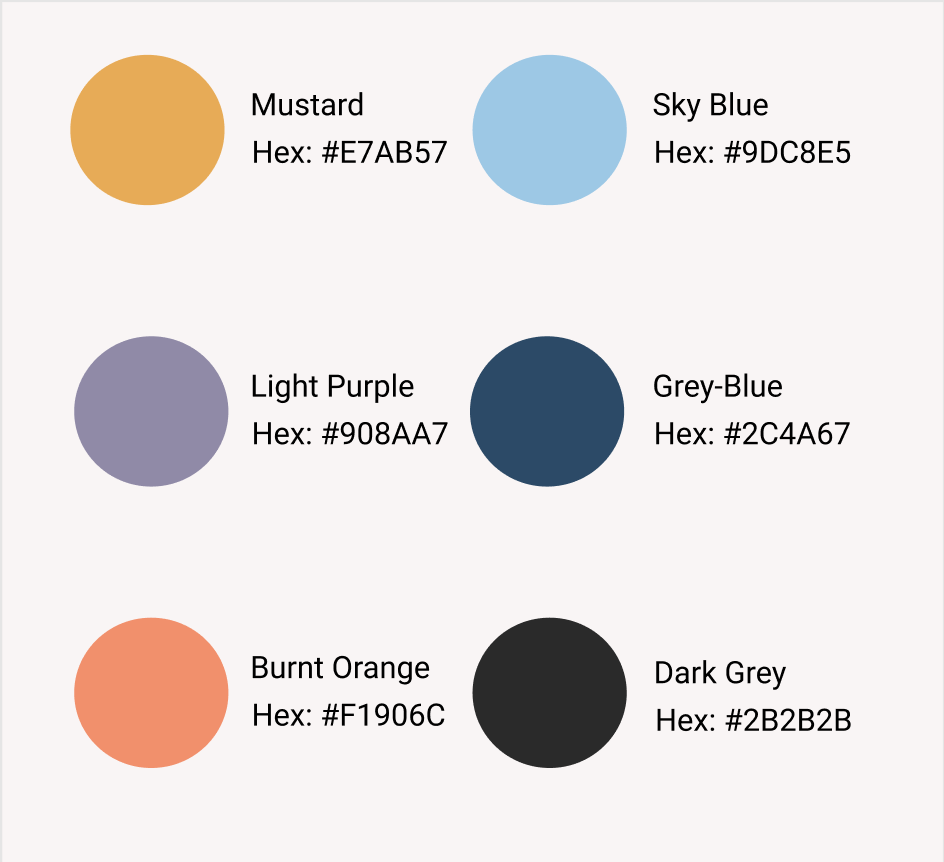 Mustard
Hex: #E7AB57
Sky Blue
Hex: #9DC8E5
Light Purple
Hex: #908AA7
Grey-Blue
Hex: #2C4A67
Burnt Orange
Hex: #F1906C
Dark Grey
Hex: #2B2B2B